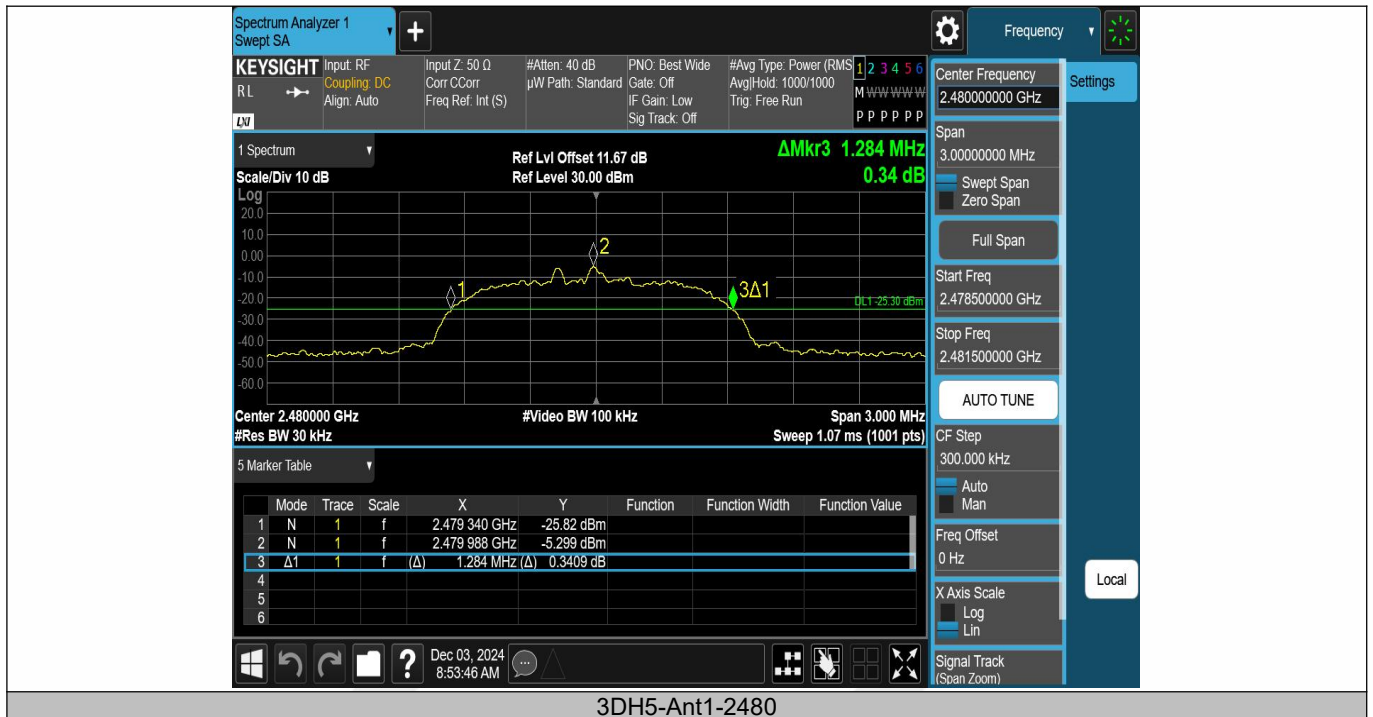 Spectrum Analyzer 1
Swept SA
+
Frequency
KEYSIGHT
RL
LXI
Input: RF
Coupling: DC
Align: Auto
Input Z: 50 Ω
Corr CCorr
Freq Ref: Int (S)
#Atten: 40 dB
µW Path: Standard
PNO: Best Wide
Gate: Off
IF Gain: Low
Sig Track: Off
#Avg Type: Power (RMS
Avg|Hold: 1000/1000
Trig: Free Run
1 2 3 4 5 6
M W W W W W
P P P P P P
1 Spectrum
Scale/Div 10 dB
Ref Lvl Offset 11.67 dB
Ref Level 30.00 dBm
ΔMkr3 1.284 MHz
0.34 dB
Log
20.0
10.0
0.00
-10.0
-20.0
-30.0
-40.0
-50.0
-60.0
1
2
3Δ1
DL1 -25.30 dBm
Center 2.480000 GHz
#Video BW 100 kHz
Span 3.000 MHz
#Res BW 30 kHz
Sweep 1.07 ms (1001 pts)
5 Marker Table
Mode Trace Scale X Y Function Function Width Function Value
1 N 1 f 2.479 340 GHz -25.82 dBm
2 N 1 f 2.479 988 GHz -5.299 dBm
3 Δ1 1 f (Δ) 1.284 MHz (Δ) 0.3409 dB
4
5
6
?
Dec 03, 2024
8:53:46 AM
Center Frequency
2.480000000 GHz
Settings
Span
3.00000000 MHz
Swept Span
Zero Span
Full Span
Start Freq
2.478500000 GHz
Stop Freq
2.481500000 GHz
AUTO TUNE
CF Step
300.000 kHz
Auto
Man
Freq Offset
0 Hz
X Axis Scale
Log
Lin
Local
Signal Track
(Span Zoom)
3DH5-Ant1-2480